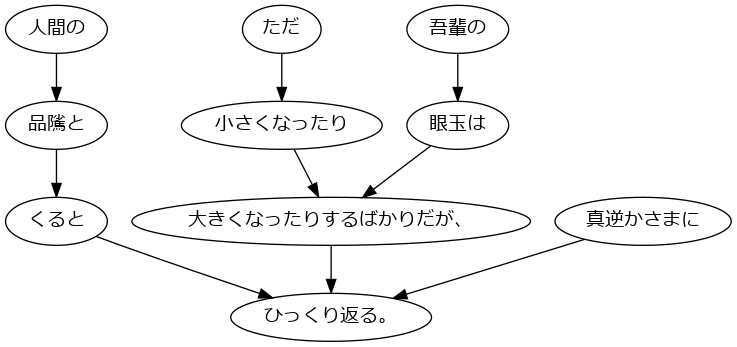 人間の ただ 吾輩の
品隲と 小さくなったり 眼玉は
くると 大きくなったりするばかりだが、 真逆かさまに
ひっくり返る。